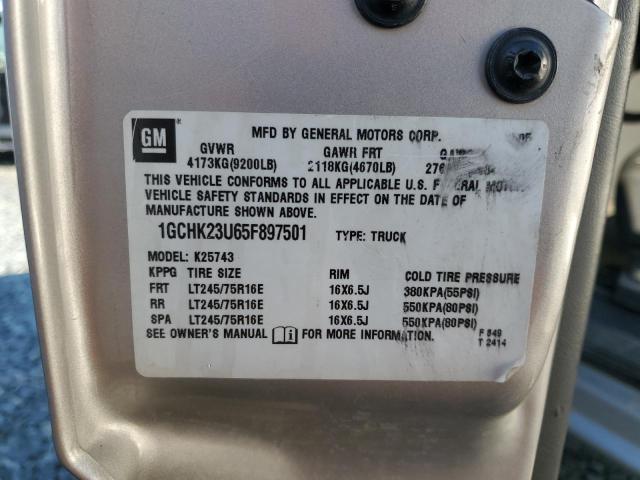 GM
MFD BY GENERAL MOTORS CORP.
GVWR GAWR FRT
4173KG(9200LB) 2118KG(4670LB)
THIS VEHICLE CONFORMS TO ALL APPLICABLE U.S. FEDERAL MOTOR
VEHICLE SAFETY STANDARDS IN EFFECT ON THE DATE OF
MANUFACTURE SHOWN ABOVE.
1GCHK23U65F897501 TYPE: TRUCK
MODEL: K25743
KPPG TIRE SIZE RIM COLD TIRE PRESSURE
FRT LT245/75R16E 16X6.5J 380KPA(55PSI)
RR LT245/75R16E 16X6.5J 550KPA(80PSI)
SPA LT245/75R16E 16X6.5J 550KPA(80PSI)
SEE OWNER'S MANUAL FOR MORE INFORMATION.
F 649
T 2414